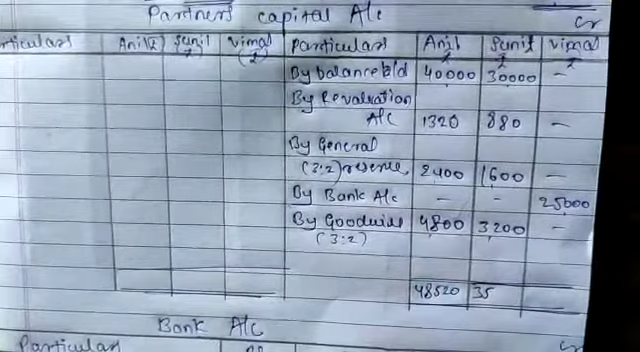 Partners capital A/c
Cr
rticulars Anil(₹) Sunil Vimal Particulars Anil Sunil Vimal
₹ (₹) ₹ ₹ ₹
By balance b/d 40000 30000 -
By Revaluation
A/c 1320 880 -
By General
(3:2) reserve 2400 1600 -
By Bank A/c - - 25000
By Goodwill 4800 3200 -
(3:2)
48520 35
Bank A/c
Cr
Particulars